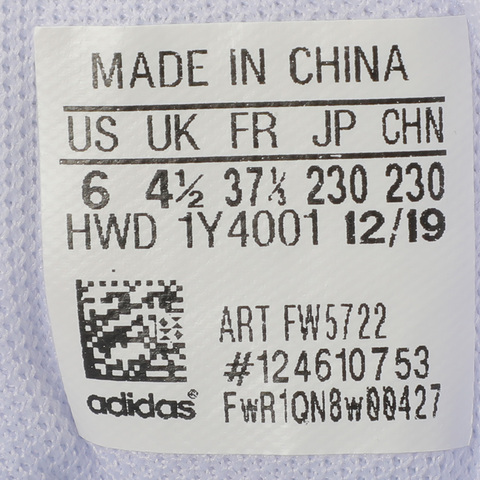 MADE IN CHINA
US UK FR JP CHN
6 4½ 37⅓ 230 230
HWD 1Y4001 12/19
ART FW5722
#124610753
FwR1QN8w00427
adidas®